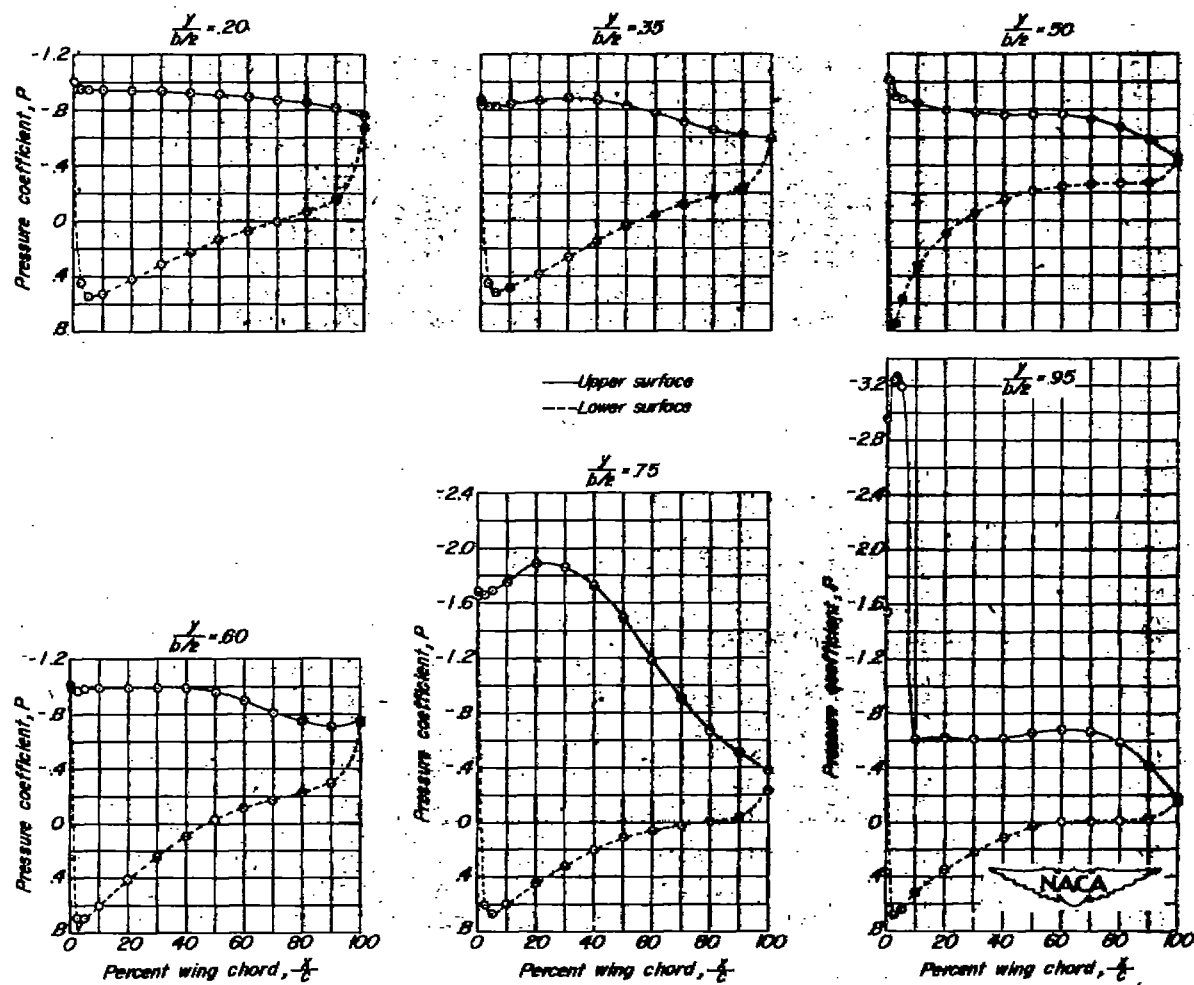 y/b/2 = .20
y/b/2 = .35
y/b/2 = .50
-1.2
-.8
-.4
0
.4
.8
Pressure coefficient, P
Upper surface
Lower surface
y/b/2 = .60
-1.2
-.8
-.4
0
.4
.8
Pressure coefficient, P
0 20 40 60 80 100
Percent wing chord, x/c
y/b/2 = .75
-2.4
-2.0
-1.6
-1.2
-.8
-.4
0
.4
.8
Pressure coefficient, P
0 20 40 60 80 100
Percent wing chord, x/c
y/b/2 = .95
-3.2
-2.8
-2.4
-2.0
-1.6
-1.2
-.8
-.4
0
.4
.8
Pressure coefficient, P
NACA
0 20 40 60 80 100
Percent wing chord, x/c